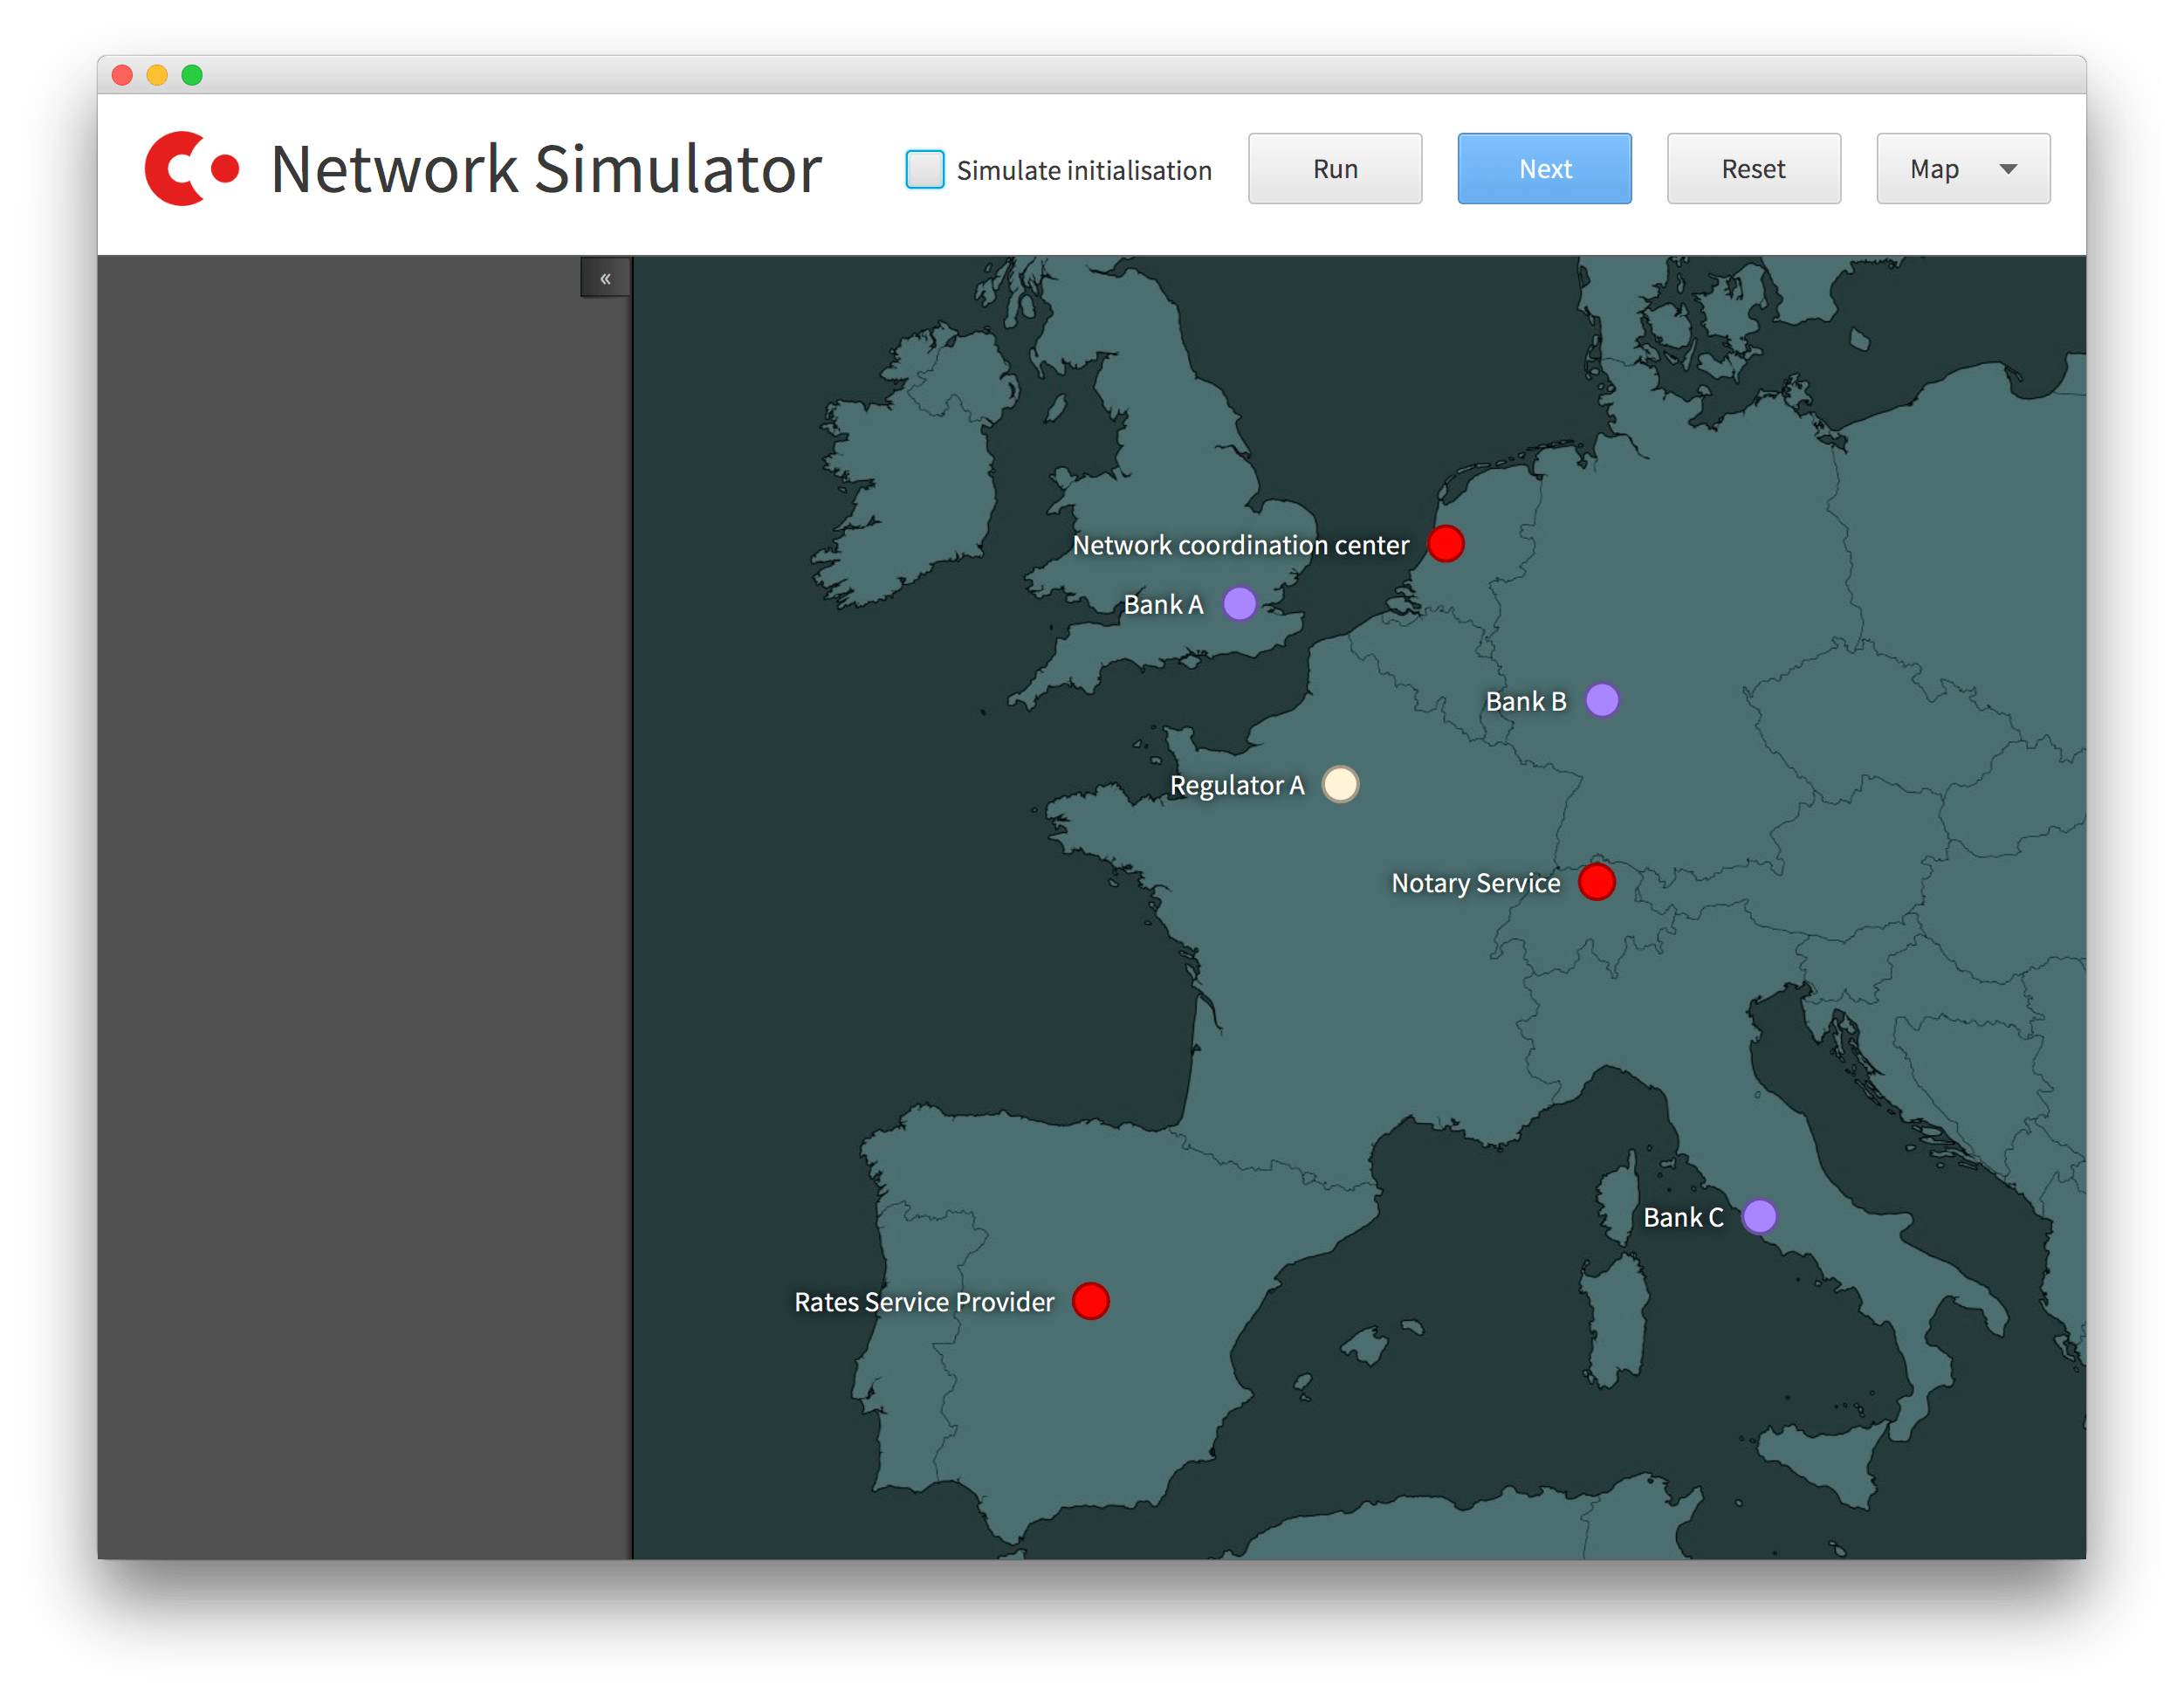 Network Simulator
Simulate initialisation
Run
Next
Reset
Map
«
Network coordination center
Bank A
Bank B
Regulator A
Notary Service
Bank C
Rates Service Provider